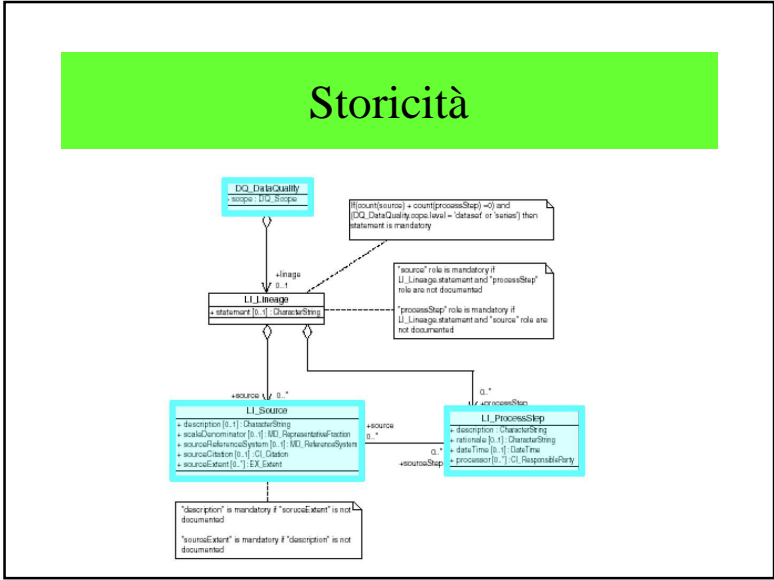 Storicità
DQ_DataQuality
+ scope : DQ_Scope
If(count(source) + count(processStep) =0) and
(DQ_DataQuality.scope.level = 'dataset' or 'series') then
statement is mandatory
+linage
0..1
"source" role is mandatory if
LI_Lineage.statement and "processStep"
role are not documented
"processStep" role is mandatory if
LI_Lineage.statement and "source" role are
not documented
LI_Lineage
+ statement [0..1] : CharacterString
+source
0..*
0..*
+processStep
LI_Source
+ description [0..1] : CharacterString
+ scaleDenominator [0..1] : MD_RepresentativeFraction
+ sourceReferenceSystem [0..1] : MD_ReferenceSystem
+ sourceCitation [0..1] : CI_Citation
+ sourceExtent [0..*] : EX_Extent
+source
0..*
0..*
+sourceStep
LI_ProcessStep
+ description : CharacterString
+ rationale [0..1] : CharacterString
+ dateTime [0..1] : DateTime
+ processor [0..*] : CI_ResponsibleParty
"description" is mandatory if "soruceExtent" is not
documented
"sourceExtent" is mandatory if "description" is not
documented